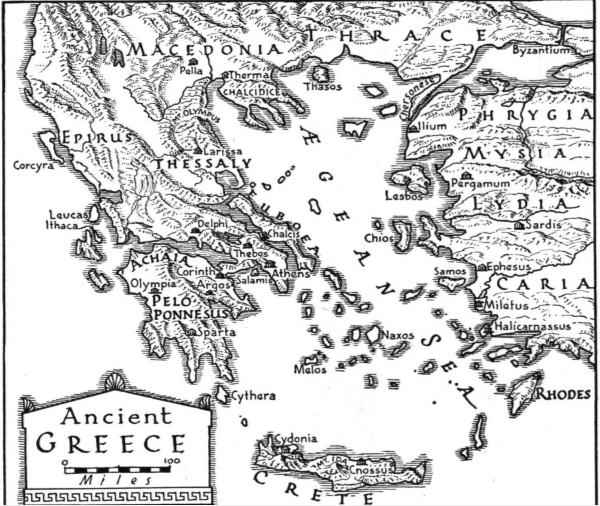 THRACE
MACEDONIA
Byzantium
Pella
Therma
CHALCIDICE
Thasos
Chersonese
Mt OLYMPUS
Ilium
PHRYGIA
EPIRUS
Larissa
THESSALY
Corcyra
MYSIA
Pergamum
Lesbos
ÆGEAN SEA
LYDIA
Leucas
Ithaca
Delphi
EUBOEA
Chalcis
Thebes
Chios
Sardis
ACHAIA
Corinth
Athens
Salamis
Argos
Olympia
Samos
Ephesus
CARIA
PELOPONNESUS
Miletus
Halicarnassus
Sparta
Naxos
Melos
Cythera
RHODES
Ancient
GREECE
0 100
Miles
Cydonia
Mt IDA
Cnossus
CRETE